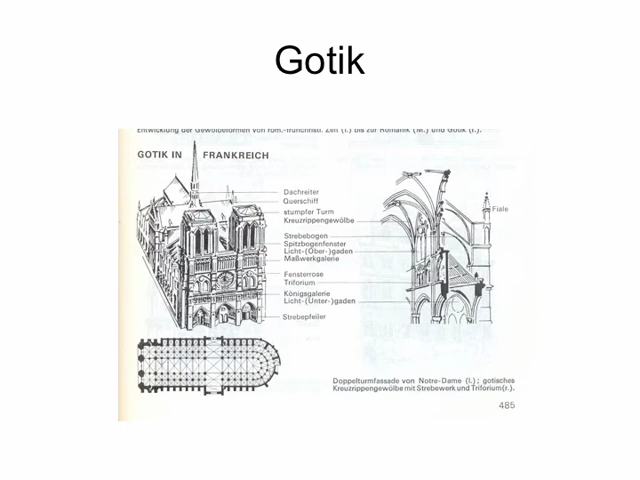 Gotik
Entwicklung der Gewölbeformen von röm.-frühchristl. Zeit (l.) bis zur Romanik (M.) und Gotik (r.).
GOTIK IN FRANKREICH
Dachreiter
Querschiff
stumpfer Turm
Kreuzrippengewölbe
Fiale
Strebebogen
Spitzbogenfenster
Licht-(Ober-)gaden
Maßwerkgalerie
Fensterrose
Triforium
Königsgalerie
Licht-(Unter-)gaden
Strebepfeiler
Doppelturmfassade von Notre-Dame (l.); gotisches
Kreuzrippengewölbe mit Strebewerk und Triforium (r.).
485